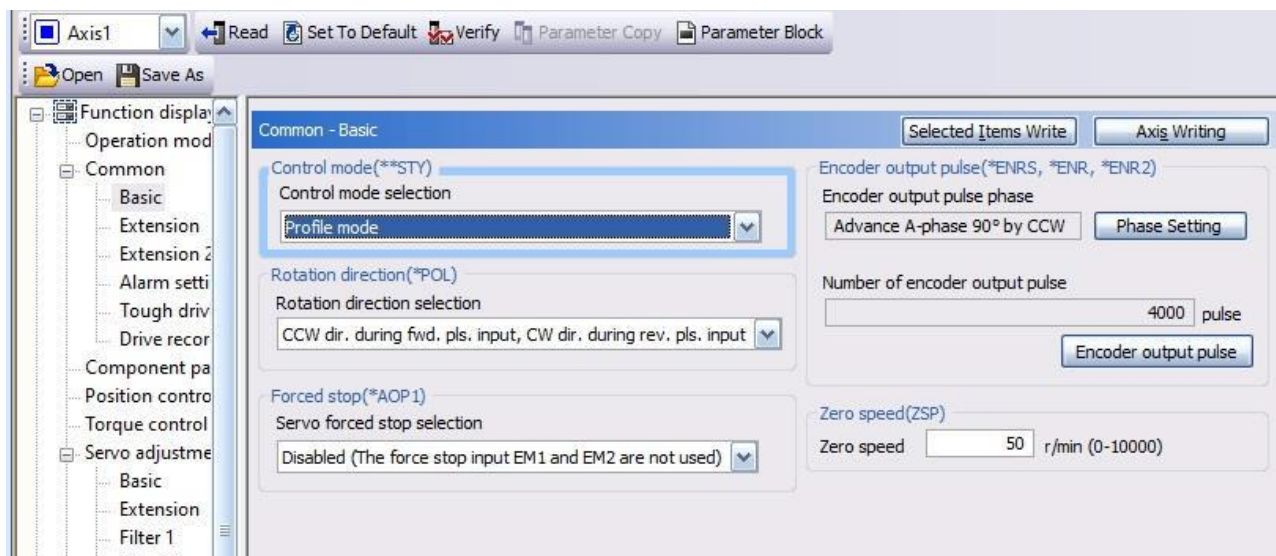 Axis1
Read
Set To Default
Verify
Parameter Copy
Parameter Block
Open
Save As
Function displa
Operation mod
Common
Basic
Extension
Extension 2
Alarm setti
Tough driv
Drive recor
Component pa
Position contro
Torque control
Servo adjustme
Basic
Extension
Filter 1
Common - Basic
Selected Items Write
Axis Writing
Control mode(**STY)
Control mode selection
Profile mode
Rotation direction(*POL)
Rotation direction selection
CCW dir. during fwd. pls. input, CW dir. during rev. pls. input
Forced stop(*AOP1)
Servo forced stop selection
Disabled (The force stop input EM1 and EM2 are not used)
Encoder output pulse(*ENRS, *ENR, *ENR2)
Encoder output pulse phase
Advance A-phase 90° by CCW
Phase Setting
Number of encoder output pulse
4000 pulse
Encoder output pulse
Zero speed(ZSP)
Zero speed 50 r/min (0-10000)